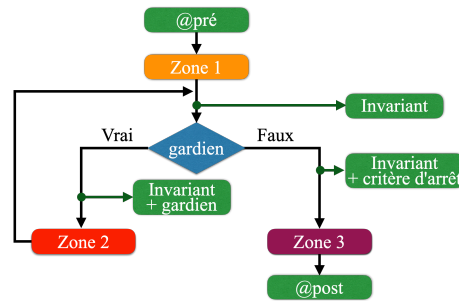 @pré
Zone 1
Invariant
Vrai
Faux
gardien
Invariant
+ critère d'arrêt
Invariant
+ gardien
Zone 2
Zone 3
@post